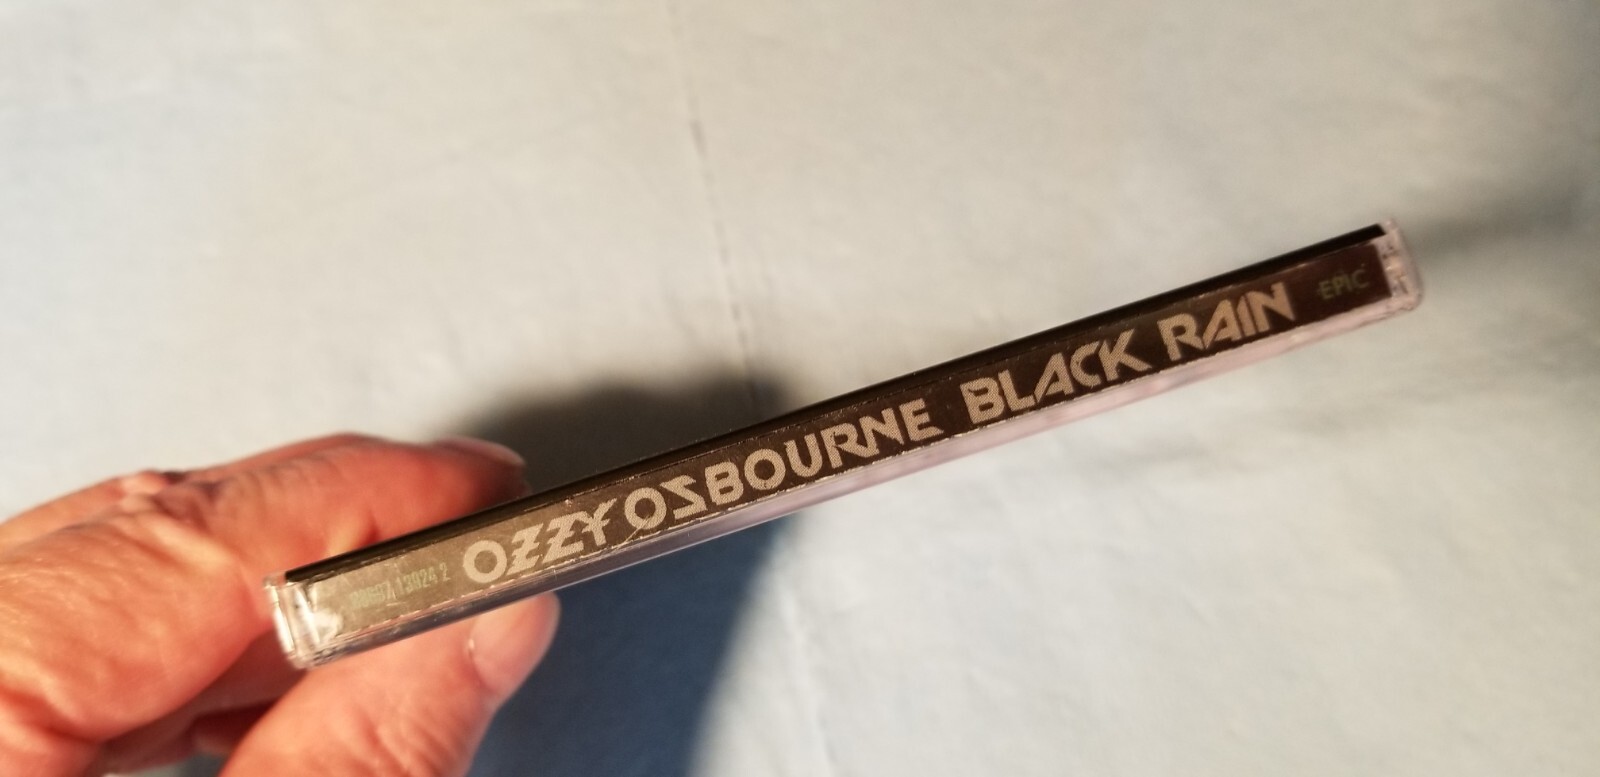 88697 13924 2 OZZY OSBOURNE BLACK RAIN EPIC